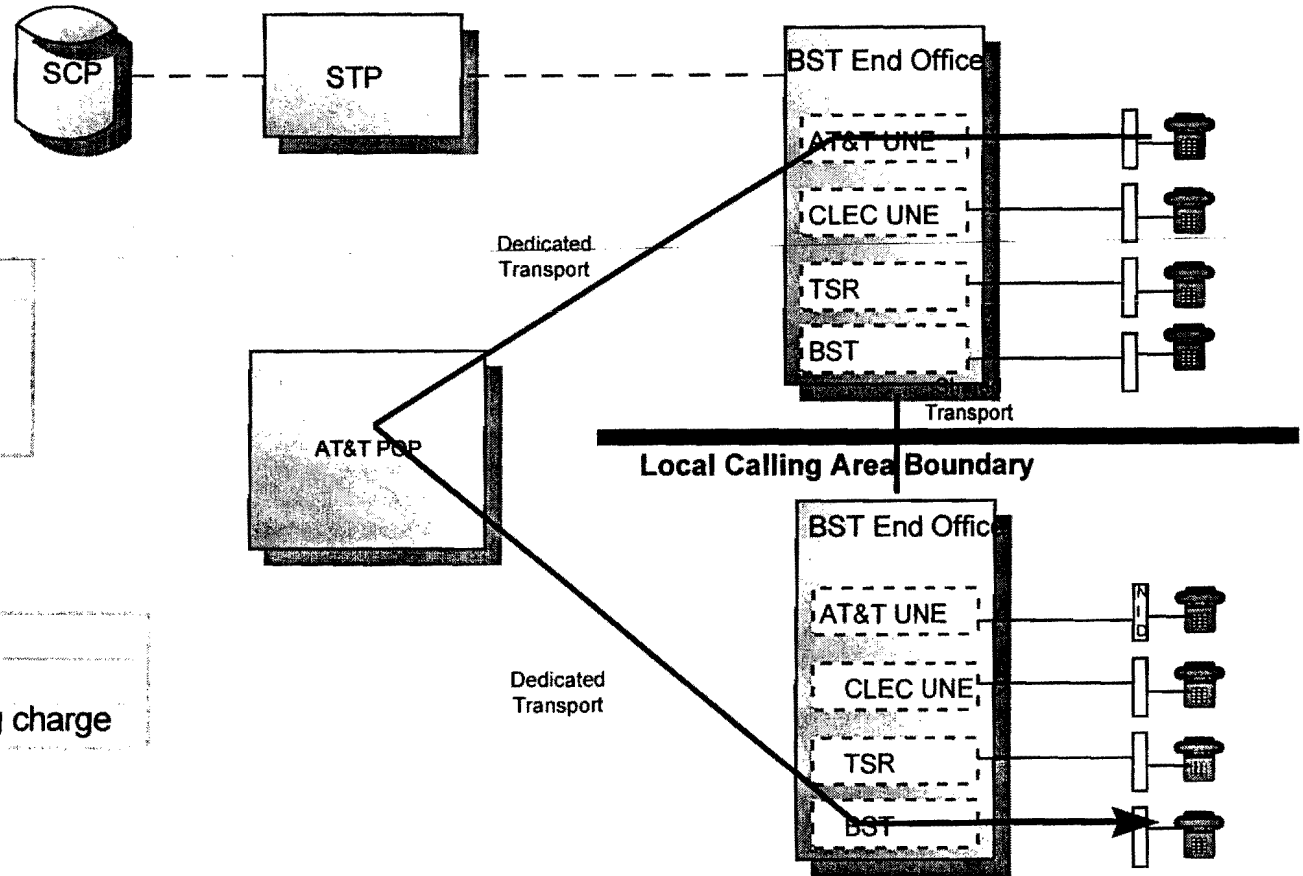 SCP
STP
BST End Office
AT&T UNE
CLEC UNE
TSR
BST
Dedicated
Transport
Transport
AT&T POP
Local Calling Area Boundary
BST End Office
AT&T UNE
NID
CLEC UNE
TSR
BST
Dedicated
Transport
charge